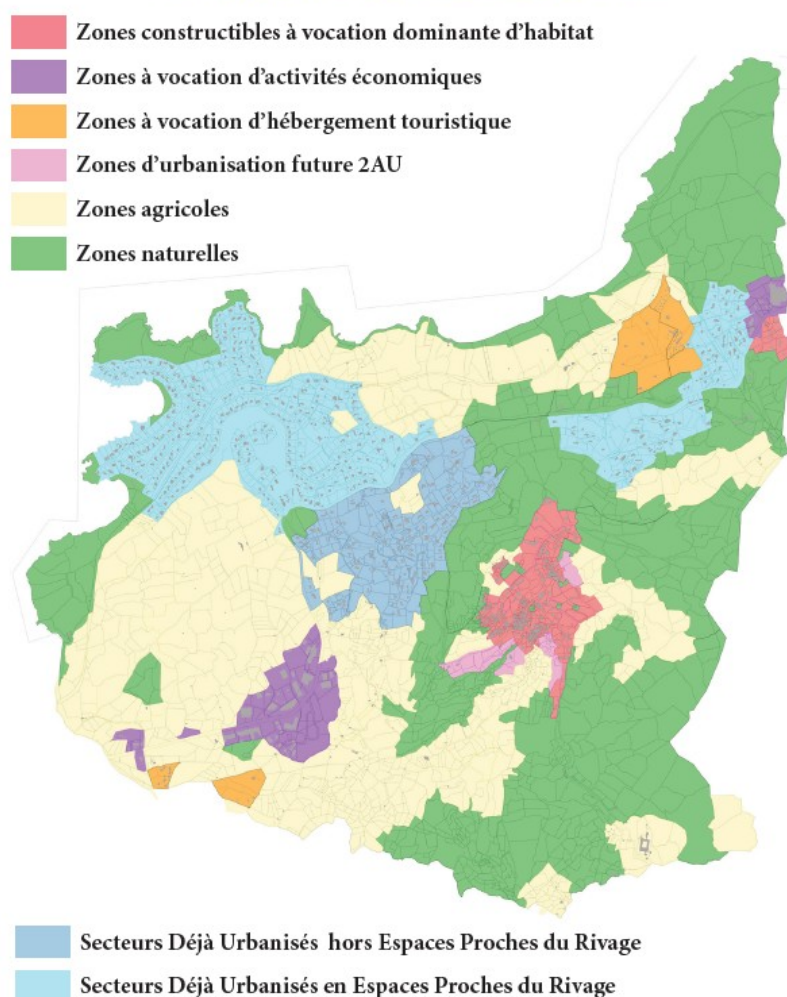 Zones constructibles à vocation dominante d’habitat
Zones à vocation d’activités économiques
Zones à vocation d’hébergement touristique
Zones d’urbanisation future 2AU
Zones agricoles
Zones naturelles
Secteurs Déjà Urbanisés hors Espaces Proches du Rivage
Secteurs Déjà Urbanisés en Espaces Proches du Rivage